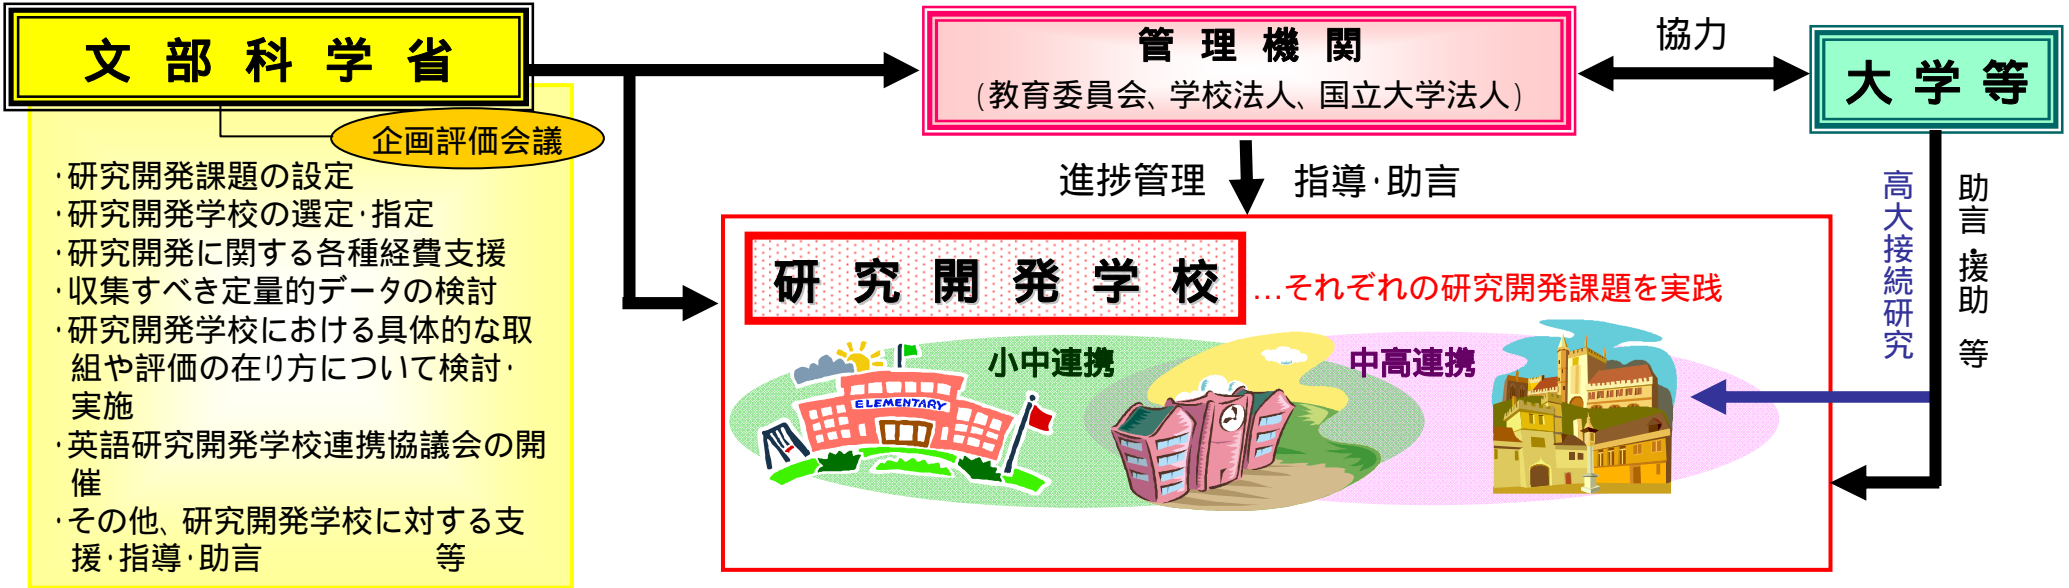 文部科学省
企画評価会議
・研究開発課題の設定
・研究開発学校の選定・指定
・研究開発に関する各種経費支援
・収集すべき定量的データの検討
・研究開発学校における具体的な取
組や評価の在り方について検討・
実施
・英語研究開発学校連携協議会の開
催
・その他、研究開発学校に対する支
援・指導・助言 等
管理機関
(教育委員会、学校法人、国立大学法人)
協力
大学等
進捗管理
指導・助言
高大接続研究
助言・援助 等
研究開発学校
…それぞれの研究開発課題を実践
小中連携
中高連携
ELEMENTARY